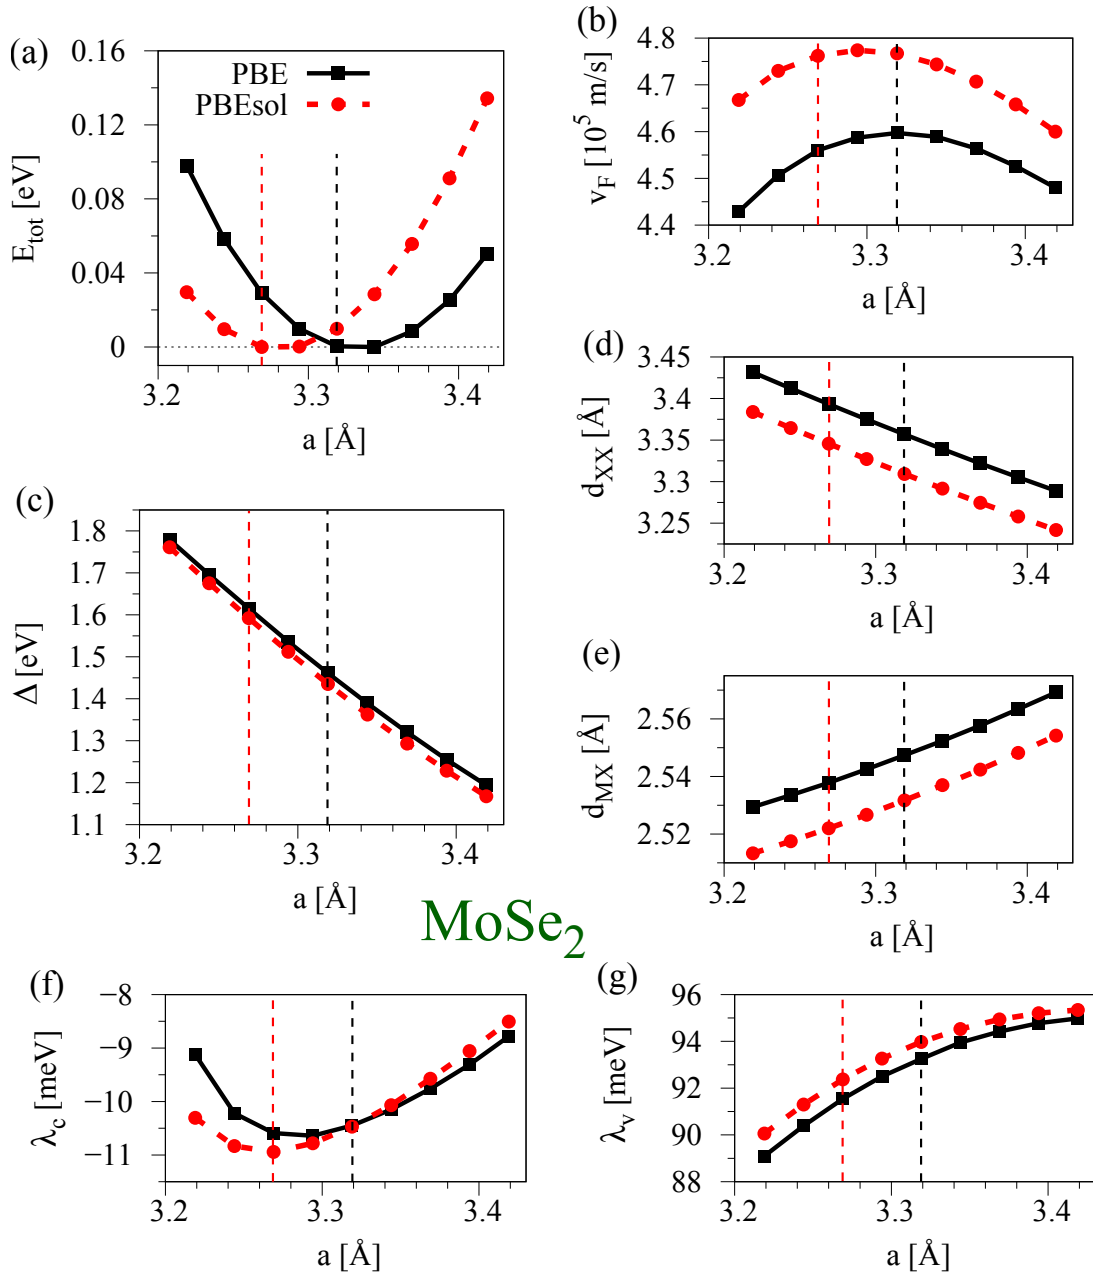 (a)
0.16
0.12
0.08
0.04
0
E_tot [eV]
PBE
PBEsol
3.2 3.3 3.4
a [Å]
(b)
4.8
4.7
4.6
4.5
4.4
v_F [10^5 m/s]
3.2 3.3 3.4
a [Å]
(c)
1.8
1.7
1.6
1.5
1.4
1.3
1.2
1.1
Δ [eV]
3.2 3.3 3.4
a [Å]
(d)
3.45
3.4
3.35
3.3
3.25
d_XX [Å]
3.2 3.3 3.4
a [Å]
(e)
2.56
2.54
2.52
d_MX [Å]
3.2 3.3 3.4
a [Å]
MoSe₂
(f)
−8
−9
−10
−11
λ_c [meV]
3.2 3.3 3.4
a [Å]
(g)
96
94
92
90
88
λ_v [meV]
3.2 3.3 3.4
a [Å]